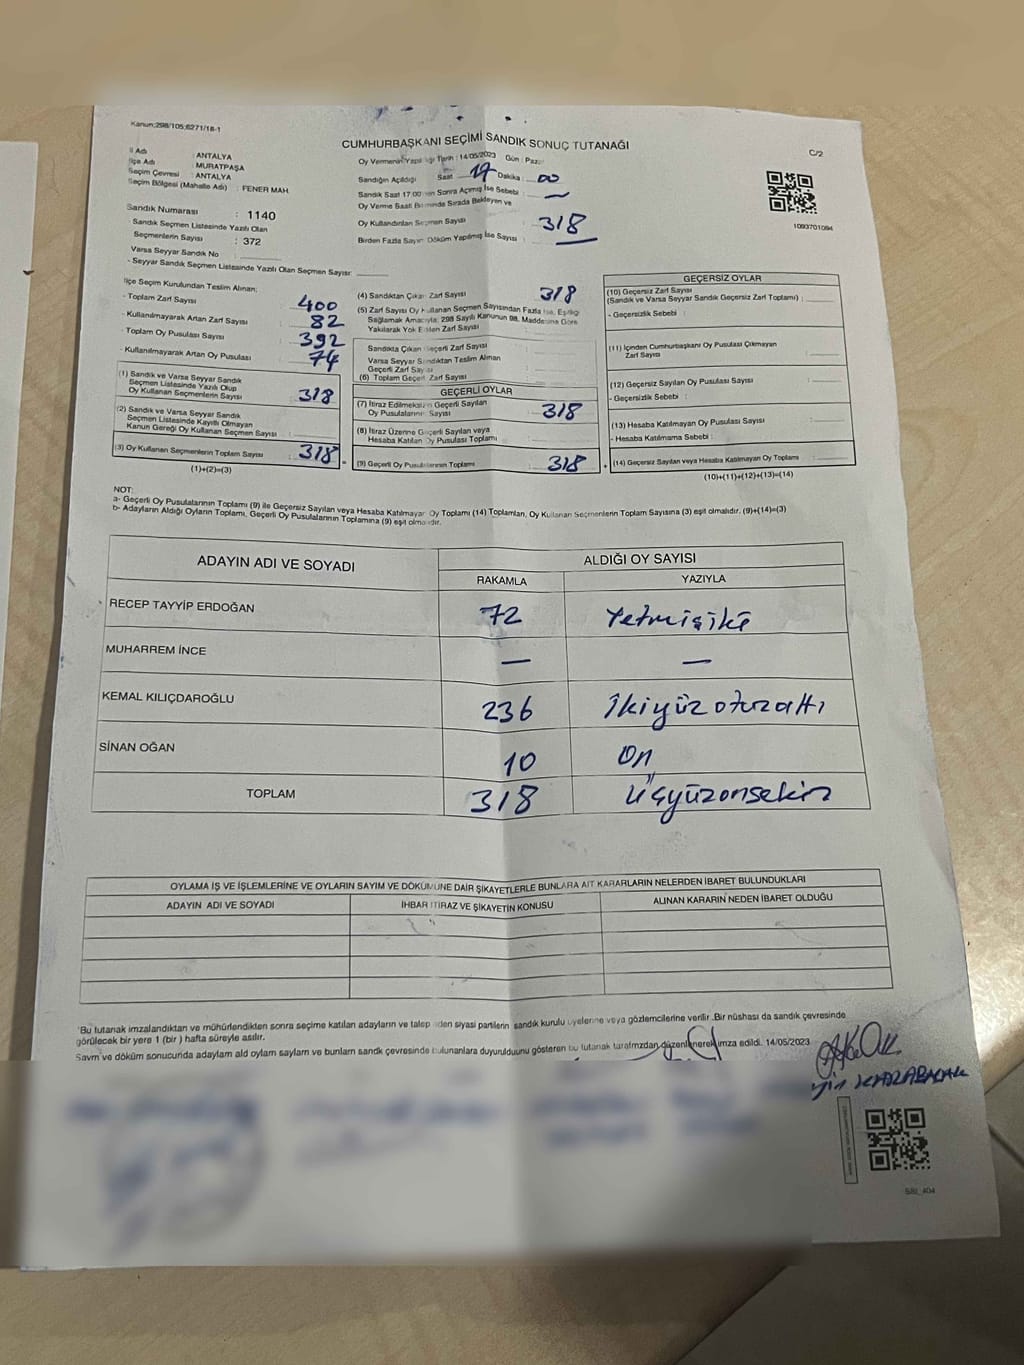 Kanun:298/105;6271/18-1
CUMHURBAŞKANI SEÇİMİ SANDIK SONUÇ TUTANAĞI
C/2
İl Adı : ANTALYA
İlçe Adı : MURATPAŞA
Seçim Çevresi : ANTALYA
Seçim Bölgesi (Mahalle Adı) : FENER MAH.
Sandık Numarası : 1140
- Sandık Seçmen Listesinde Yazılı Olan
Seçmenlerin Sayısı : 372
Varsa Seyyar Sandık No
- Seyyar Sandık Seçmen Listesinde Yazılı Olan Seçmen Sayısı:
Oy Vermenin Yapıldığı Tarih : 14/05/2023 Gün : Pazar
Sandığın Açıldığı Saat 17 Dakika : 00
Sandık Saat 17:00'den Sonra Açımış İse Sebebi : —
Oy Verme Saati Bitiminde Sırada Bekleyen ve
Oy Kullandırılan Seçmen Sayısı : 318
Birden Fazla Sayım Döküm Yapılmış İse Sayısı : —
1093701094
İlçe Seçim Kurulundan Teslim Alınan:
- Toplam Zarf Sayısı : 400
- Kullanılmayarak Artan Zarf Sayısı : 82
- Toplam Oy Pusulası Sayısı : 392
- Kullanılmayarak Artan Oy Pusulası : 74
(1) Sandık ve Varsa Seyyar Sandık
Seçmen Listesinde Yazılı Olup
Oy Kullanan Seçmenlerin Sayısı : 318
(2) Sandık ve Varsa Seyyar Sandık
Seçmen Listesinde Kayıtlı Olmayan
Kanun Gereği Oy Kullanan Seçmen Sayısı :
(3) Oy Kullanan Seçmenlerin Toplam Sayısı : 318
(1)+(2)=(3)
(4) Sandıktan Çıkan Zarf Sayısı : 318
(5) Zarf Sayısı Oy Kullanan Seçmen Sayısından Fazla İse, Eşitliği
Sağlamak Amacıyla; 298 Sayılı Kanunun 98. Maddesine Göre
Yakılarak Yok Edilen Zarf Sayısı :
Sandıkta Çıkan Geçerli Zarf Sayısı :
Varsa Seyyar Sandıktan Teslim Alınan
Geçerli Zarf Sayısı :
(6) Toplam Geçerli Zarf Sayısı :
GEÇERLİ OYLAR
(7) İtiraz Edilmeksizin Geçerli Sayılan
Oy Pusulalarının Sayısı : 318
(8) İtiraz Üzerine Geçerli Sayılan veya
Hesaba Katılan Oy Pusulası Toplamı :
(9) Geçerli Oy Pusulalarının Toplamı : 318
GEÇERSİZ OYLAR
(10) Geçersiz Zarf Sayısı
(Sandık ve Varsa Seyyar Sandık Geçersiz Zarf Toplamı) :
- Geçersizlik Sebebi :
(11) İçinden Cumhurbaşkanı Oy Pusulası Çıkmayan
Zarf Sayısı :
(12) Geçersiz Sayılan Oy Pusulası Sayısı :
- Geçersizlik Sebebi :
(13) Hesaba Katılmayan Oy Pusulası Sayısı :
- Hesaba Katılmama Sebebi :
(14) Geçersiz Sayılan veya Hesaba Katılmayan Oy Toplamı :
(10)+(11)+(12)+(13)=(14)
NOT:
a- Geçerli Oy Pusulalarının Toplamı (9) ile Geçersiz Sayılan veya Hesaba Katılmayan Oy Toplamı (14) Toplamları, Oy Kullanan Seçmenlerin Toplam Sayısına (3) eşit olmalıdır. (9)+(14)=(3)
b- Adayların Aldığı Oyların Toplamı, Geçerli Oy Pusulalarının Toplamına (9) eşit olmalıdır.
ADAYIN ADI VE SOYADI ALDIĞI OY SAYISI
RAKAMLA YAZIYLA
RECEP TAYYİP ERDOĞAN 72 Yetmişiki
MUHARREM İNCE — —
KEMAL KILIÇDAROĞLU 236 İkiyüzotuzaltı
SİNAN OĞAN 10 On
TOPLAM 318 Üçyüzonsekiz
OYLAMA İŞ VE İŞLEMLERİNE VE OYLARIN SAYIM VE DÖKÜMÜNE DAİR ŞİKAYETLERLE BUNLARA AİT KARARLARIN NELERDEN İBARET BULUNDUKLARI
ADAYIN ADI VE SOYADI İHBAR İTİRAZ VE ŞİKAYETİN KONUSU ALINAN KARARIN NEDEN İBARET OLDUĞU
*Bu tutanak imzalandıktan ve mühürlendikten sonra seçime katılan adayların ve talep eden siyasi partilerin sandık kurulu üyelerine veya gözlemcilerine verilir .Bir nüshası da sandık çevresinde
görülecek bir yere 1 (bir ) hafta süreyle asılır.
Sayım ve döküm sonucunda adayların aldığı oyların sayılarını ve bunların sandık çevresinde bulunanlara duyurulduğunu gösteren bu tutanak tarafımızdan düzenlenerek imza edildi. 14/05/2023
KARABACAK
SBI_404